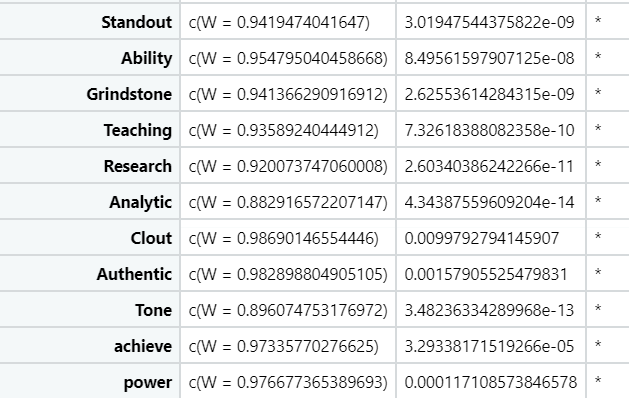 Standout c(W = 0.9419474041647) 3.01947544375822e-09 *
Ability c(W = 0.954795040458668) 8.49561597907125e-08 *
Grindstone c(W = 0.941366290916912) 2.62553614284315e-09 *
Teaching c(W = 0.93589240444912) 7.32618388082358e-10 *
Research c(W = 0.920073747060008) 2.60340386242266e-11 *
Analytic c(W = 0.882916572207147) 4.34387559609204e-14 *
Clout c(W = 0.98690146554446) 0.0099792794145907 *
Authentic c(W = 0.982898804905105) 0.00157905525479831 *
Tone c(W = 0.896074753176972) 3.48236334289968e-13 *
achieve c(W = 0.97335770276625) 3.29338171519266e-05 *
power c(W = 0.976677365389693) 0.000117108573846578 *